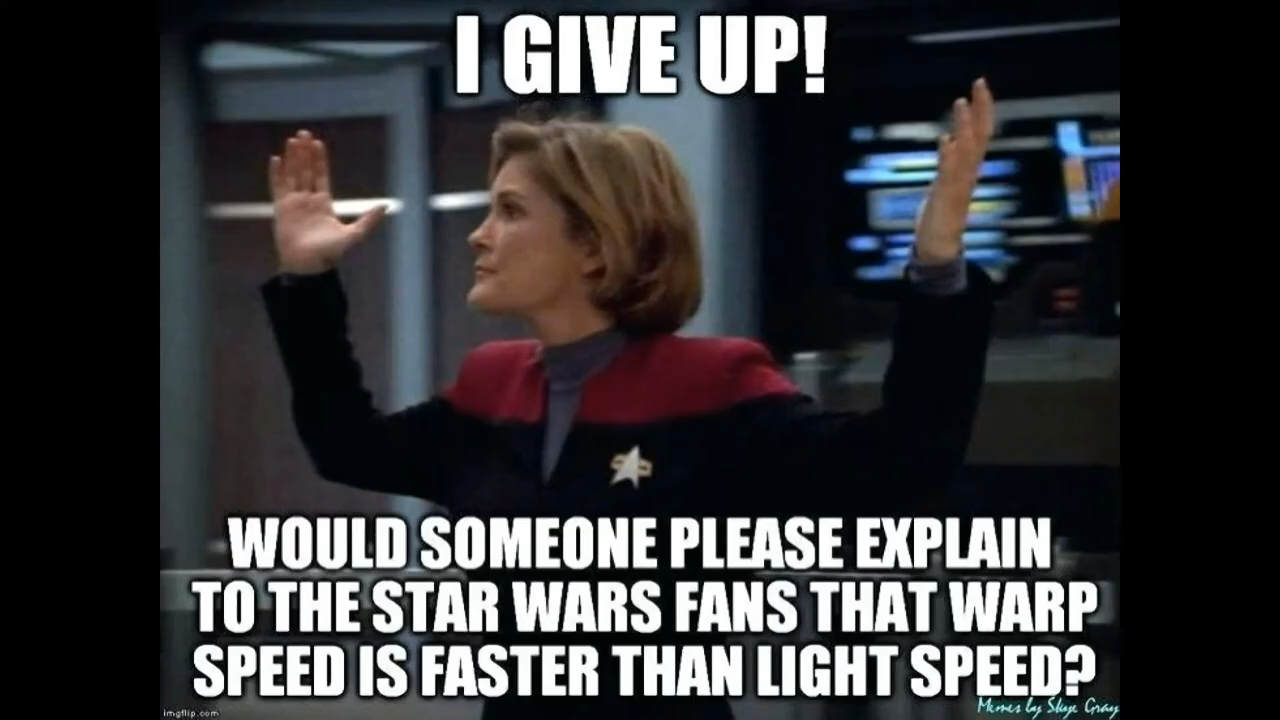 I GIVE UP!
WOULD SOMEONE PLEASE EXPLAIN
TO THE STAR WARS FANS THAT WARP
SPEED IS FASTER THAN LIGHT SPEED?
Memes by Skye Gray
imgflip.com